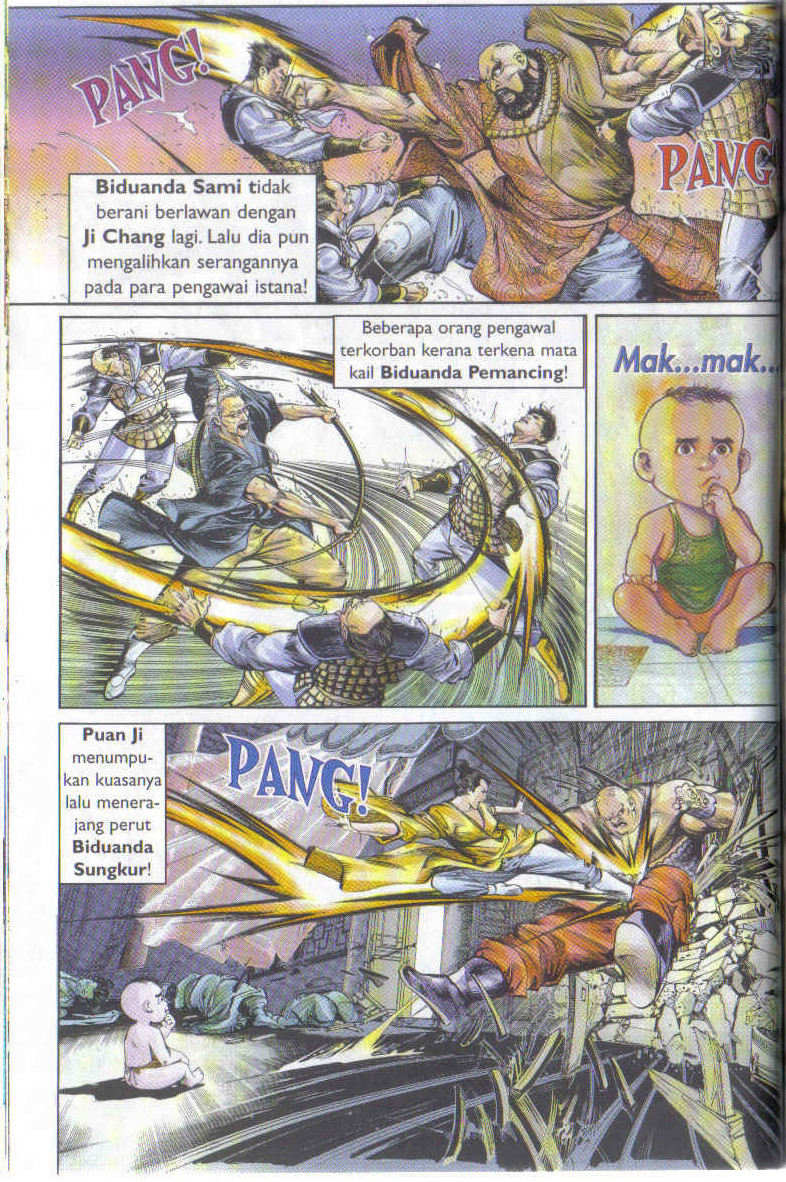 PANG!
PANG
Biduanda Sami tidak
berani berlawan dengan
Ji Chang lagi. Lalu dia pun
mengalihkan serangannya
pada para pengawai istana!
Beberapa orang pengawal
terkorban kerana terkena mata
kail Biduanda Pemancing!
Mak...mak..
Puan Ji
menumpu-
kan kuasanya
lalu menera-
jang perut
Biduanda
Sungkur!
PANG!